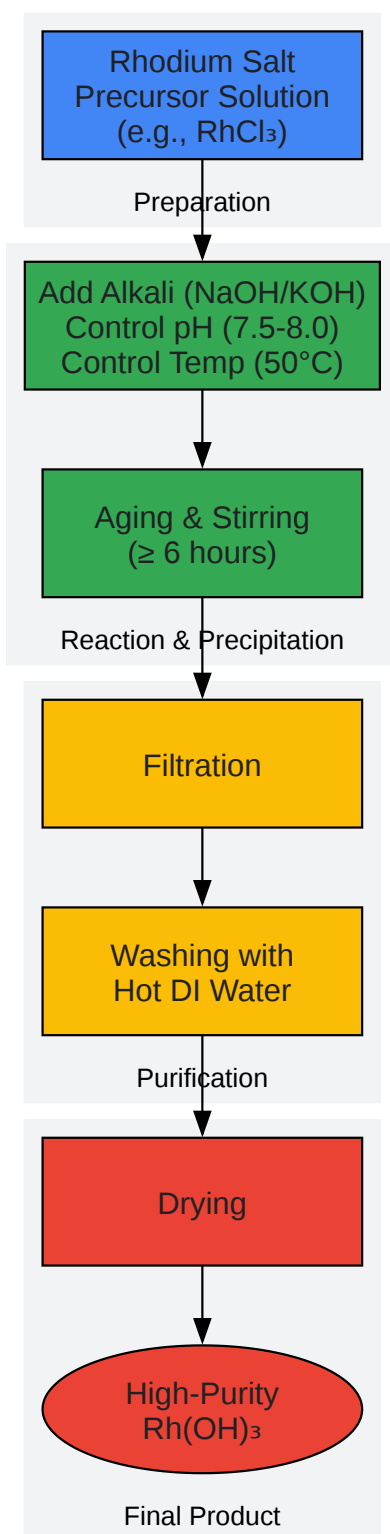 Rhodium Salt
Precursor Solution
(e.g., RhCl₃)
Preparation
Add Alkali (NaOH/KOH)
Control pH (7.5-8.0)
Control Temp (50°C)
Aging & Stirring
(≥ 6 hours)
Reaction & Precipitation
Filtration
Washing with
Hot DI Water
Purification
Drying
High-Purity
Rh(OH)₃
Final Product